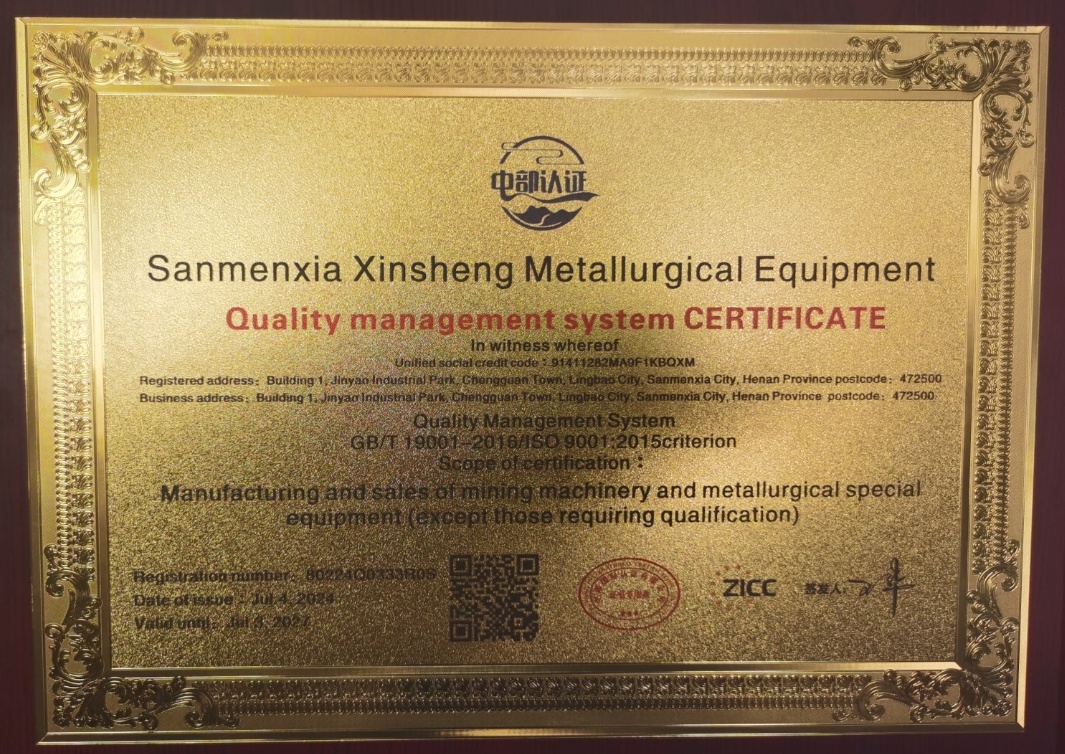 中部认证
Sanmenxia Xinsheng Metallurgical Equipment
Quality management system CERTIFICATE
In witness whereof
Unified social credit code：91411282MA9F1KBQXM
Registered address：Building 1, Jinyao Industrial Park, Chengguan Town, Lingbao City, Sanmenxia City, Henan Province postcode：472500
Business address：Building 1, Jinyao Industrial Park, Chengguan Town, Lingbao City, Sanmenxia City, Henan Province postcode：472500
Quality Management System
GB/T 19001-2016/ISO 9001:2015criterion
Scope of certification：
Manufacturing and sales of mining machinery and metallurgical special
equipment (except those requiring qualification)
Registration number：80224Q0333R0S
Date of issue：Jul 4, 2024
Valid until：Jul 3, 2027
ZICC
签发人：